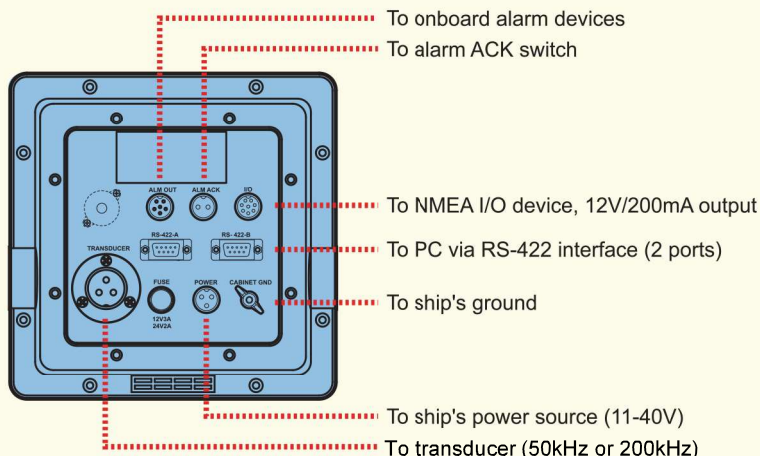 To onboard alarm devices
To alarm ACK switch
ALM OUT ALM ACK I/O
To NMEA I/O device, 12V/200mA output
RS-422-A RS- 422-B
To PC via RS-422 interface (2 ports)
TRANSDUCER
FUSE POWER CABINET GND
To ship's ground
12V3A
24V2A
To ship's power source (11-40V)
To transducer (50kHz or 200kHz)